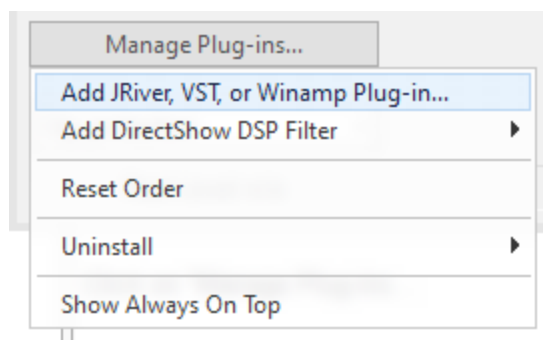 Manage Plug-ins...
Add JRiver, VST, or Winamp Plug-in...
Add DirectShow DSP Filter
Reset Order
Uninstall
Show Always On Top